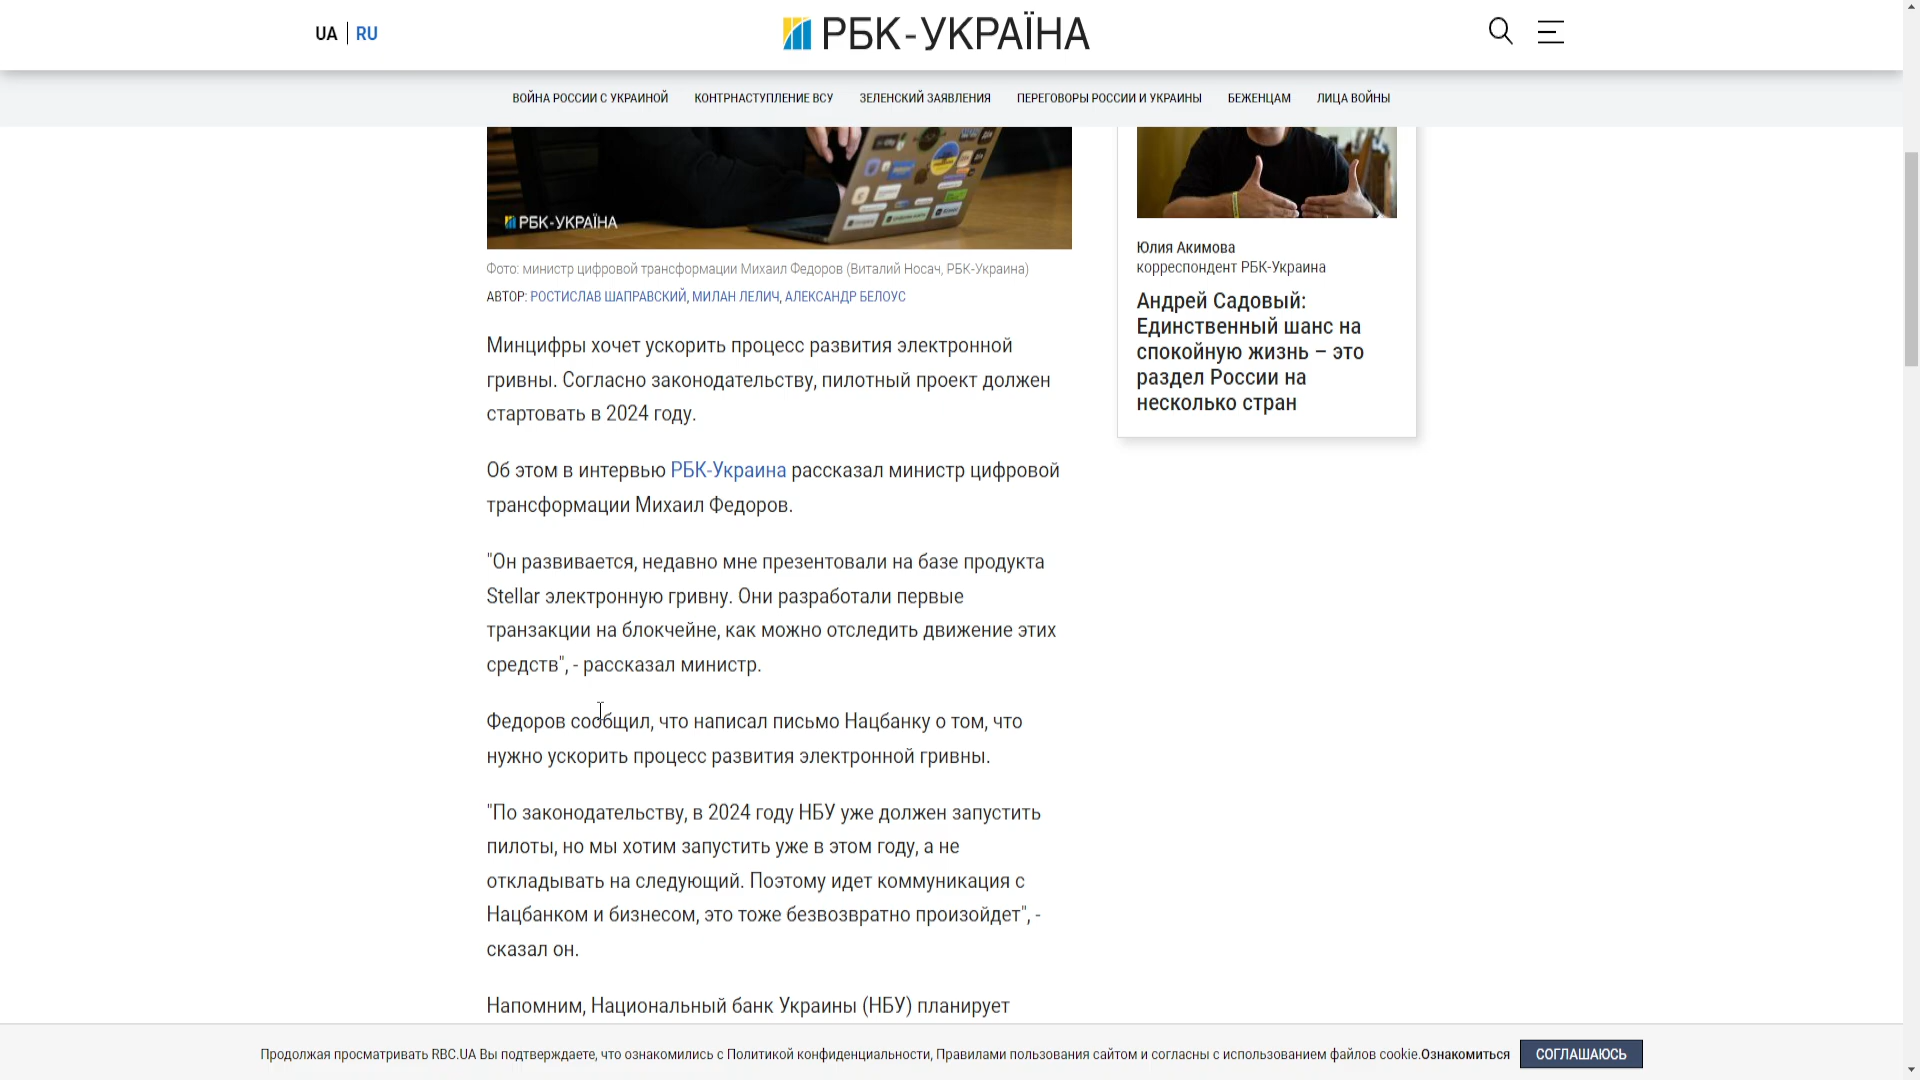 UA | RU
РБК-УКРАЇНА
ВОЙНА РОССИИ С УКРАИНОЙ
КОНТРНАСТУПЛЕНИЕ ВСУ
ЗЕЛЕНСКИЙ ЗАЯВЛЕНИЯ
ПЕРЕГОВОРЫ РОССИИ И УКРАИНЫ
БЕЖЕНЦАМ
ЛИЦА ВОЙНЫ
РБК-УКРАЇНА
Фото: министр цифровой трансформации Михаил Федоров (Виталий Носач, РБК-Украина)
АВТОР: РОСТИСЛАВ ШАПРАВСКИЙ, МИЛАН ЛЕЛИЧ, АЛЕКСАНДР БЕЛОУС
Минцифры хочет ускорить процесс развития электронной
гривны. Согласно законодательству, пилотный проект должен
стартовать в 2024 году.
Об этом в интервью РБК-Украина рассказал министр цифровой
трансформации Михаил Федоров.
"Он развивается, недавно мне презентовали на базе продукта
Stellar электронную гривну. Они разработали первые
транзакции на блокчейне, как можно отследить движение этих
средств", - рассказал министр.
Федоров сообщил, что написал письмо Нацбанку о том, что
нужно ускорить процесс развития электронной гривны.
"По законодательству, в 2024 году НБУ уже должен запустить
пилоты, но мы хотим запустить уже в этом году, а не
откладывать на следующий. Поэтому идет коммуникация с
Нацбанком и бизнесом, это тоже безвозвратно произойдет", -
сказал он.
Напомним, Национальный банк Украины (НБУ) планирует
Юлия Акимова
корреспондент РБК-Украина
Андрей Садовый:
Единственный шанс на
спокойную жизнь – это
раздел России на
несколько стран
Продолжая просматривать RBC.UA Вы подтверждаете, что ознакомились с Политикой конфиденциальности, Правилами пользования сайтом и согласны с использованием файлов cookie.Ознакомиться
СОГЛАШАЮСЬ